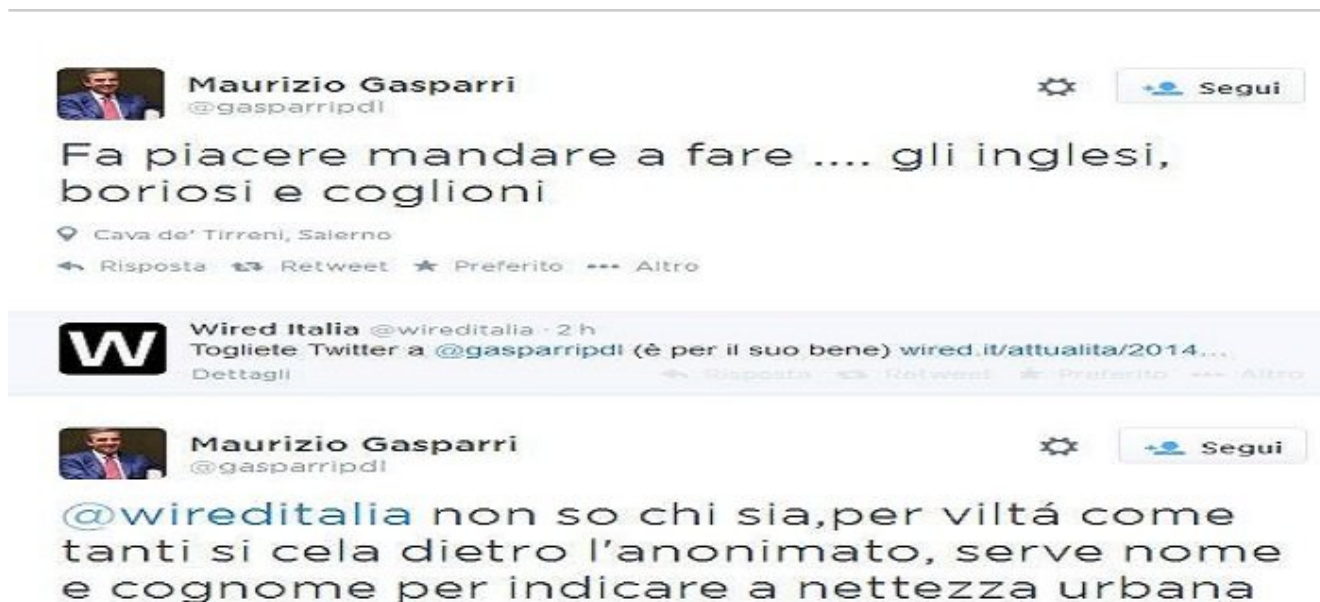 Maurizio Gasparri
@gasparripdl
Segui
Fa piacere mandare a fare .... gli inglesi,
boriosi e coglioni
Cava de' Tirreni, Salerno
Risposta Retweet Preferito ••• Altro
W
Wired Italia @wireditalia · 2 h
Togliete Twitter a @gasparripdl (è per il suo bene) wired.it/attualita/2014...
Dettagli Risposta Retweet Preferito ••• Altro
Maurizio Gasparri
@gasparripdl
Segui
@wireditalia non so chi sia,per viltá come
tanti si cela dietro l'anonimato, serve nome
e cognome per indicare a nettezza urbana